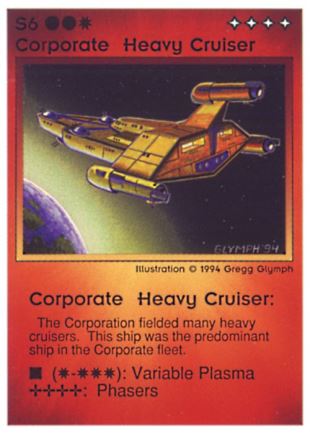 S6
Corporate Heavy Cruiser
GLYMPH '94
Illustration © 1994 Gregg Glymph
Corporate Heavy Cruiser:
The Corporation fielded many heavy
cruisers. This ship was the predominant
ship in the Corporate fleet.
■ (✷-✷✷✷): Variable Plasma
✢✢✢✢: Phasers